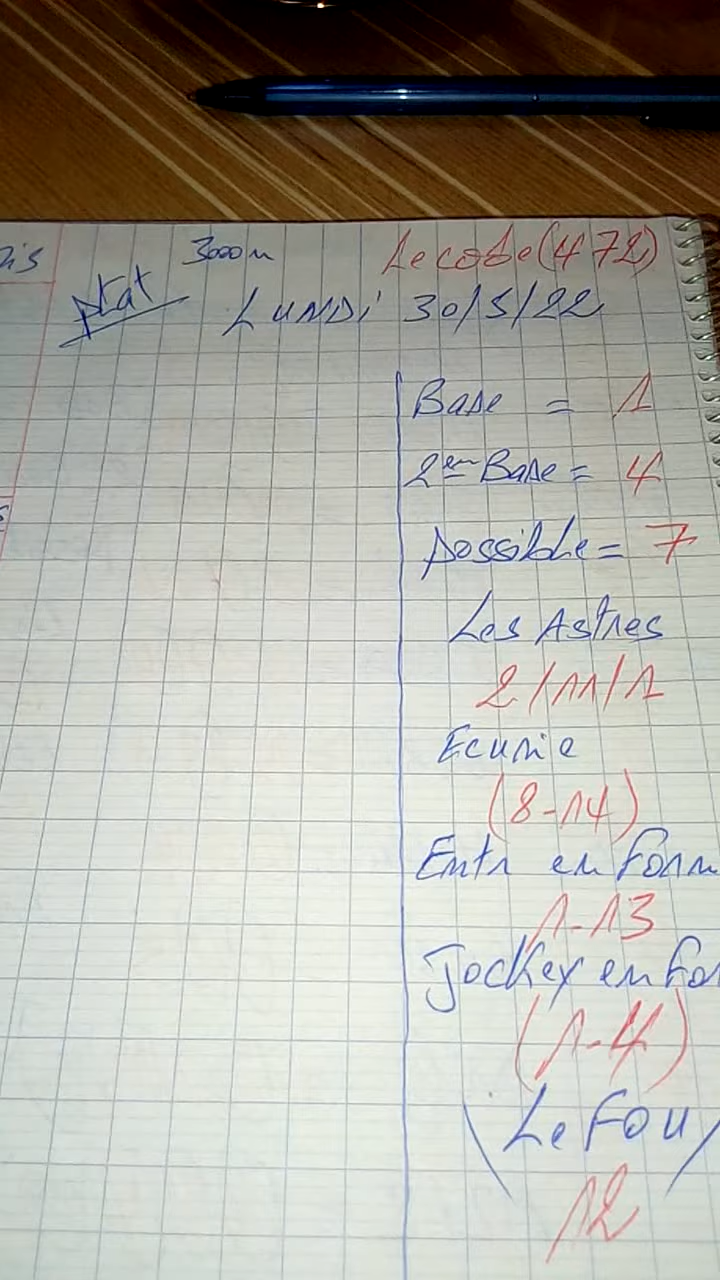 3000m Lecode(472)
plat LUNDi 30/5/22
Base = 1
2em Base = 4
possible = 7
Les Astres
2/11/1
Ecurie
(8-14)
Entr en form
1-13
Jockey en for
(1-4)
(Le Fou)
12